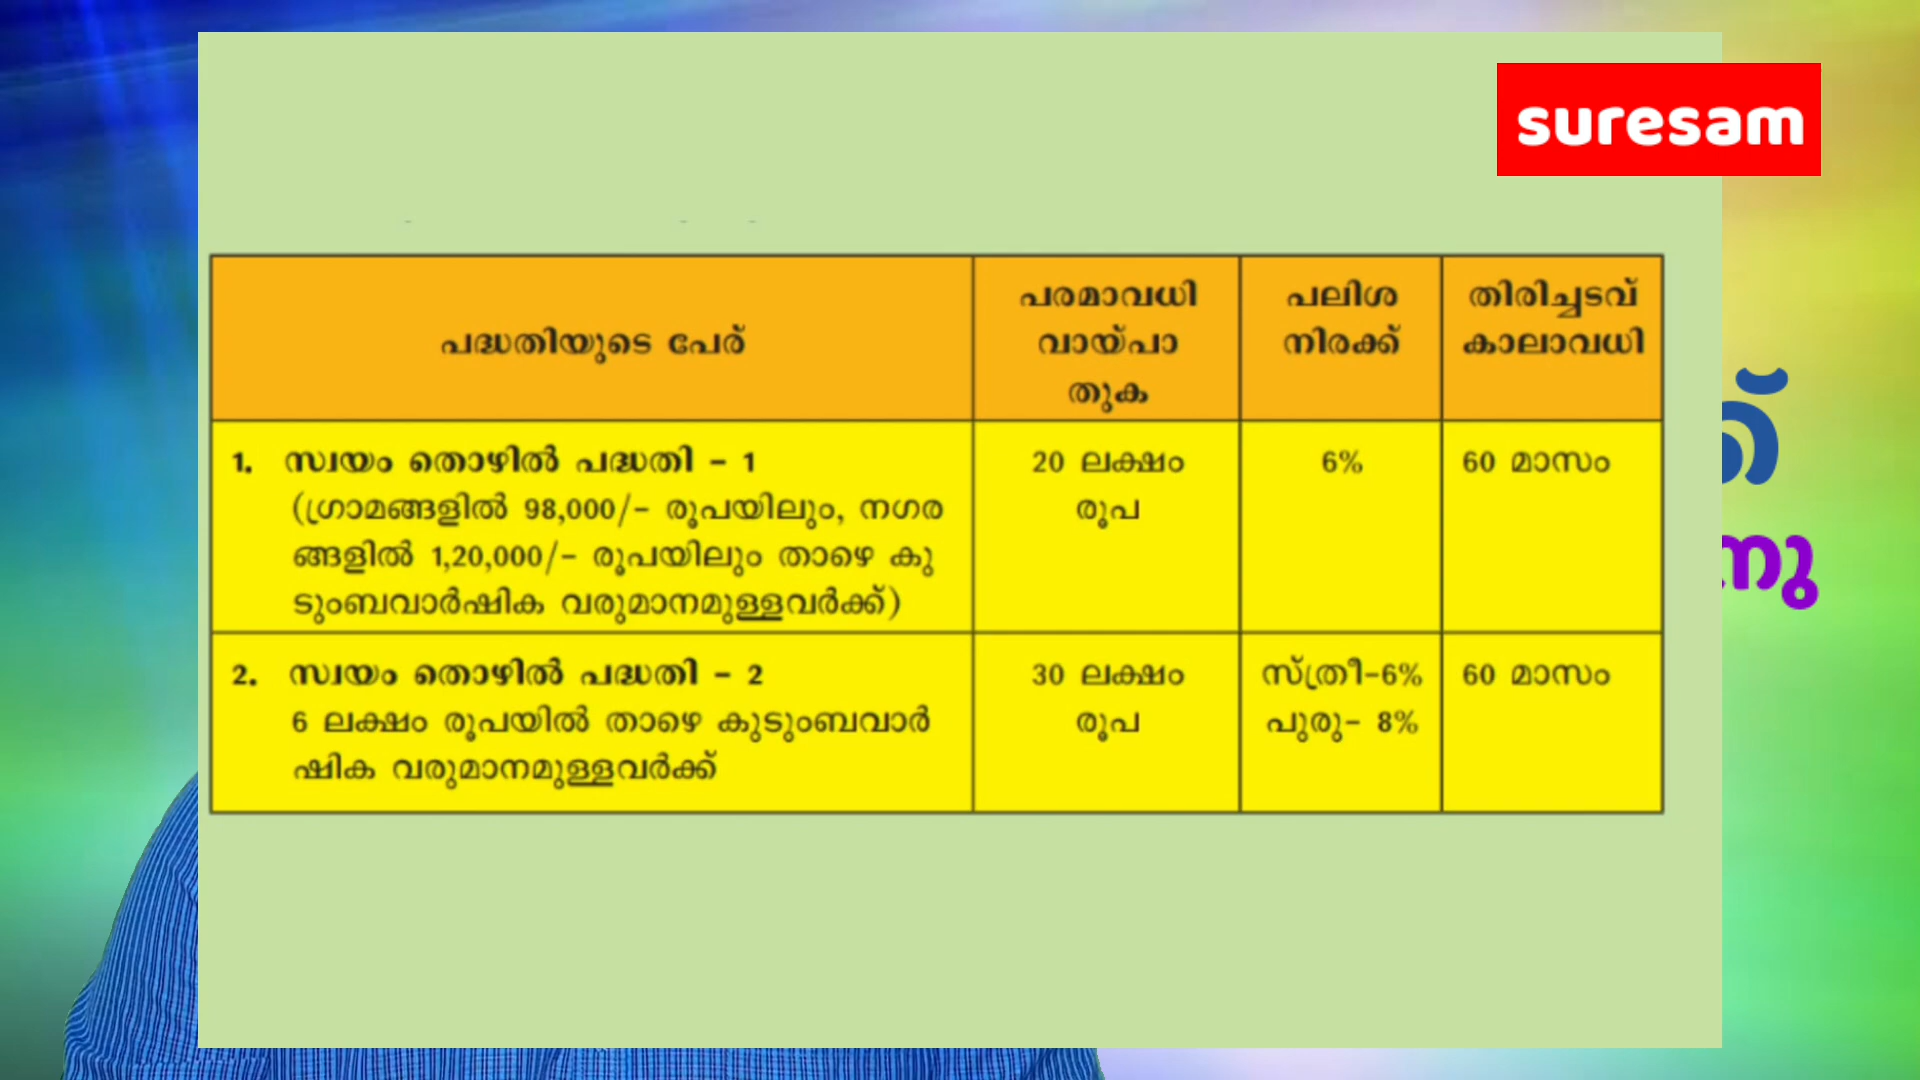 suresam
പദ്ധതിയുടെ പേര്
പരമാവധി
വായ്പാ
തുക
പലിശ
നിരക്ക്
തിരിച്ചടവ്
കാലാവധി
1. സ്വയം തൊഴിൽ പദ്ധതി – 1
(ഗ്രാമങ്ങളിൽ 98,000/– രൂപയിലും, നഗര
ങ്ങളിൽ 1,20,000/– രൂപയിലും താഴെ കു
ടുംബവാർഷിക വരുമാനമുള്ളവർക്ക്)
20 ലക്ഷം
രൂപ
6%
60 മാസം
2. സ്വയം തൊഴിൽ പദ്ധതി – 2
6 ലക്ഷം രൂപയിൽ താഴെ കുടുംബവാർ
ഷിക വരുമാനമുള്ളവർക്ക്
30 ലക്ഷം
രൂപ
സ്ത്രീ–6%
പുരു– 8%
60 മാസം